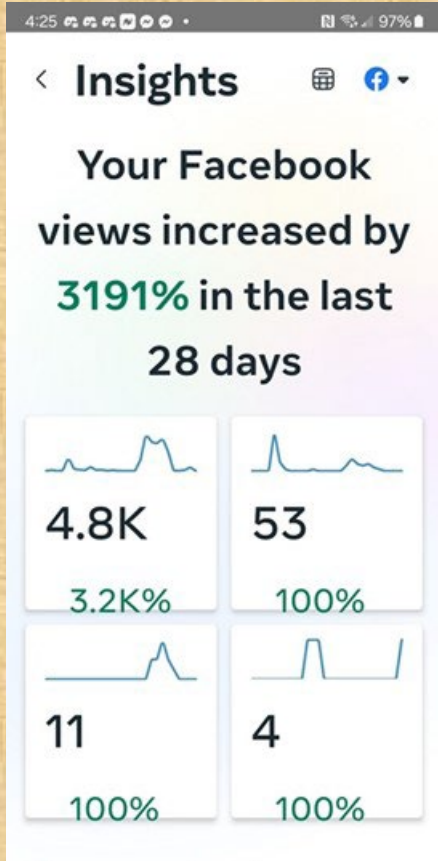 4:25 97%
Insights
Your Facebook
views increased by
3191% in the last
28 days
4.8K 53
3.2K% 100%
11 4
100% 100%